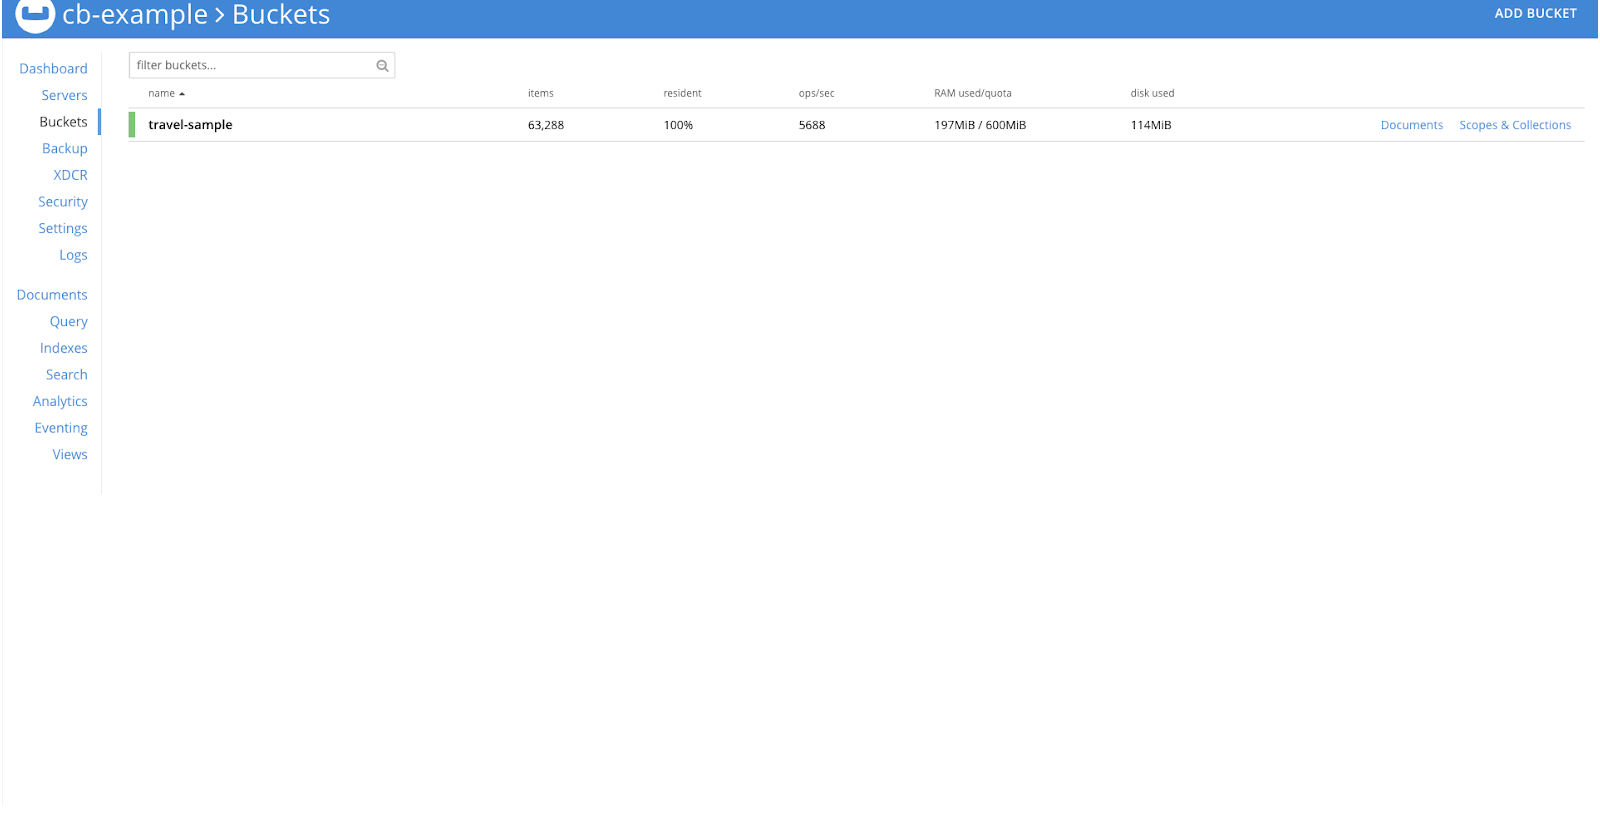 cb-example > Buckets
ADD BUCKET
Dashboard
Servers
Buckets
Backup
XDCR
Security
Settings
Logs
Documents
Query
Indexes
Search
Analytics
Eventing
Views
filter buckets...
name items resident ops/sec RAM used/quota disk used
travel-sample 63,288 100% 5688 197MiB / 600MiB 114MiB Documents Scopes & Collections